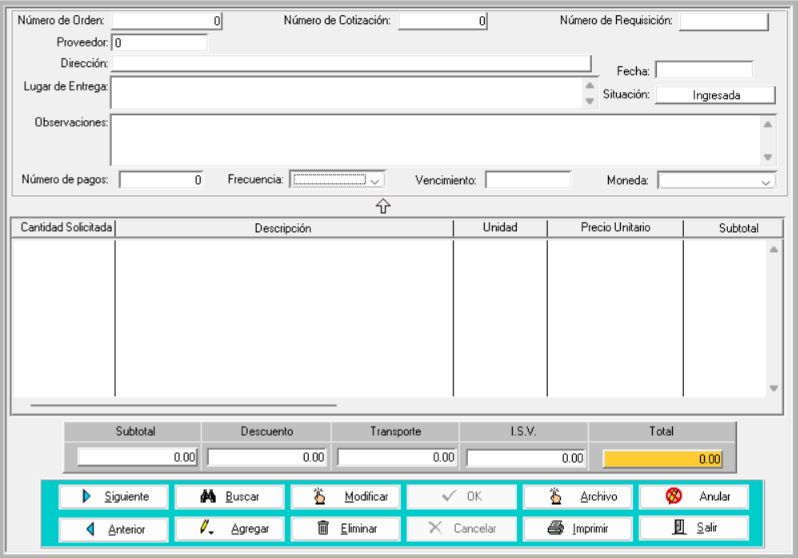 Número de Orden: 0 Número de Cotización: 0 Número de Requisición:
Proveedor: 0
Dirección:
Fecha:
Lugar de Entrega:
Situación: Ingresada
Observaciones:
Número de pagos: 0 Frecuencia: Vencimiento: Moneda:
Cantidad Solicitada Descripción Unidad Precio Unitario Subtotal
Subtotal Descuento Transporte I.S.V. Total
0.00 0.00 0.00 0.00 0.00
Siguiente Buscar Modificar OK Archivo Anular
Anterior Agregar Eliminar Cancelar Imprimir Salir